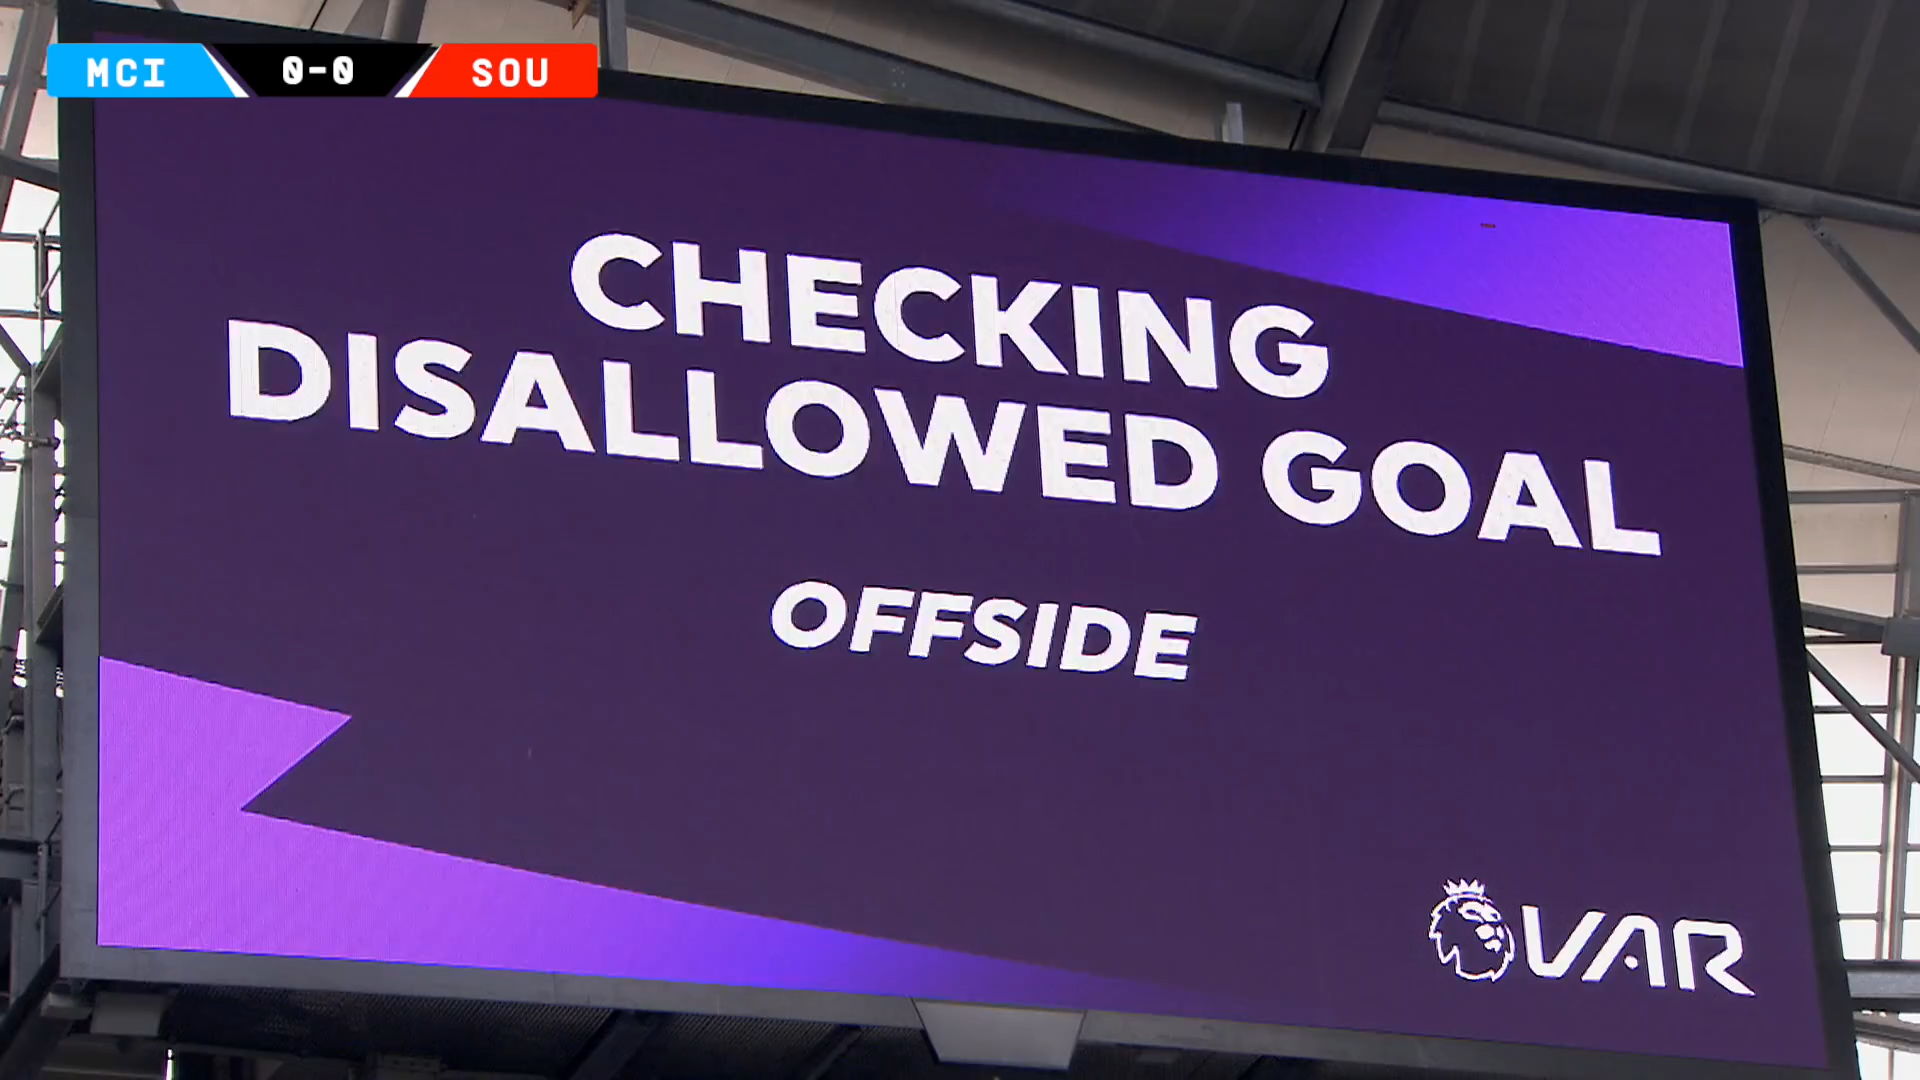 MCI 0-0 SOU
CHECKING
DISALLOWED GOAL
OFFSIDE
VAR